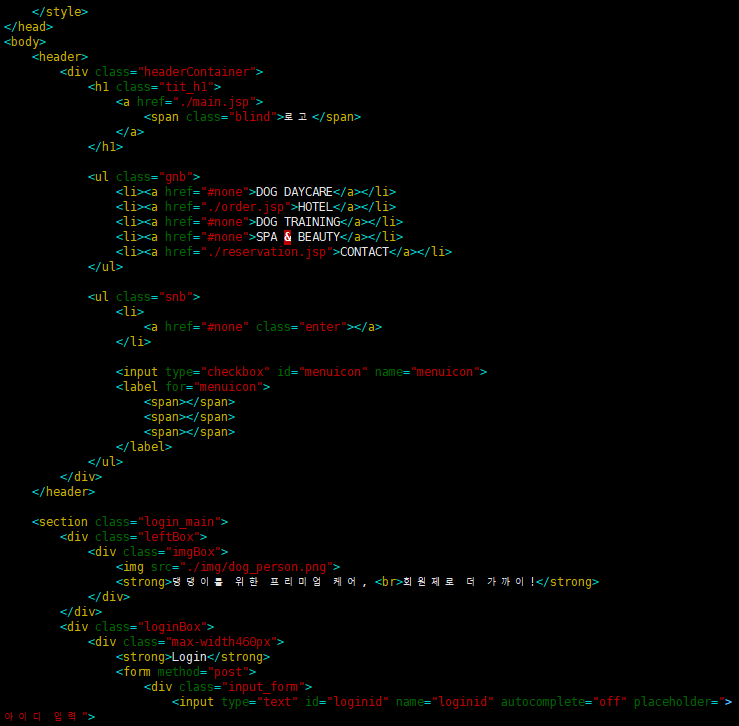 </style>
</head>
<body>
    <header>
        <div class="headerContainer">
            <h1 class="tit_h1">
                <a href="./main.jsp">
                    <span class="blind">로고</span>
                </a>
            </h1>

            <ul class="gnb">
                <li><a href="#none">DOG DAYCARE</a></li>
                <li><a href="./order.jsp">HOTEL</a></li>
                <li><a href="#none">DOG TRAINING</a></li>
                <li><a href="#none">SPA & BEAUTY</a></li>
                <li><a href="./reservation.jsp">CONTACT</a></li>
            </ul>

            <ul class="snb">
                <li>
                    <a href="#none" class="enter"></a>
                </li>

                <input type="checkbox" id="menuicon" name="menuicon">
                <label for="menuicon">
                    <span></span>
                    <span></span>
                    <span></span>
                </label>
            </ul>
        </div>
    </header>

    <section class="login_main">
        <div class="leftBox">
            <div class="imgBox">
                <img src="./img/dog_person.png">
                <strong>댕댕이를 위한 프리미엄 케어, <br>회원제로 더 가까이!</strong>
            </div>
        </div>
        <div class="loginBox">
            <div class="max-width460px">
                <strong>Login</strong>
                <form method="post">
                    <div class="input_form">
                        <input type="text" id="loginid" name="loginid" autocomplete="off" placeholder=">
아이디 입력">